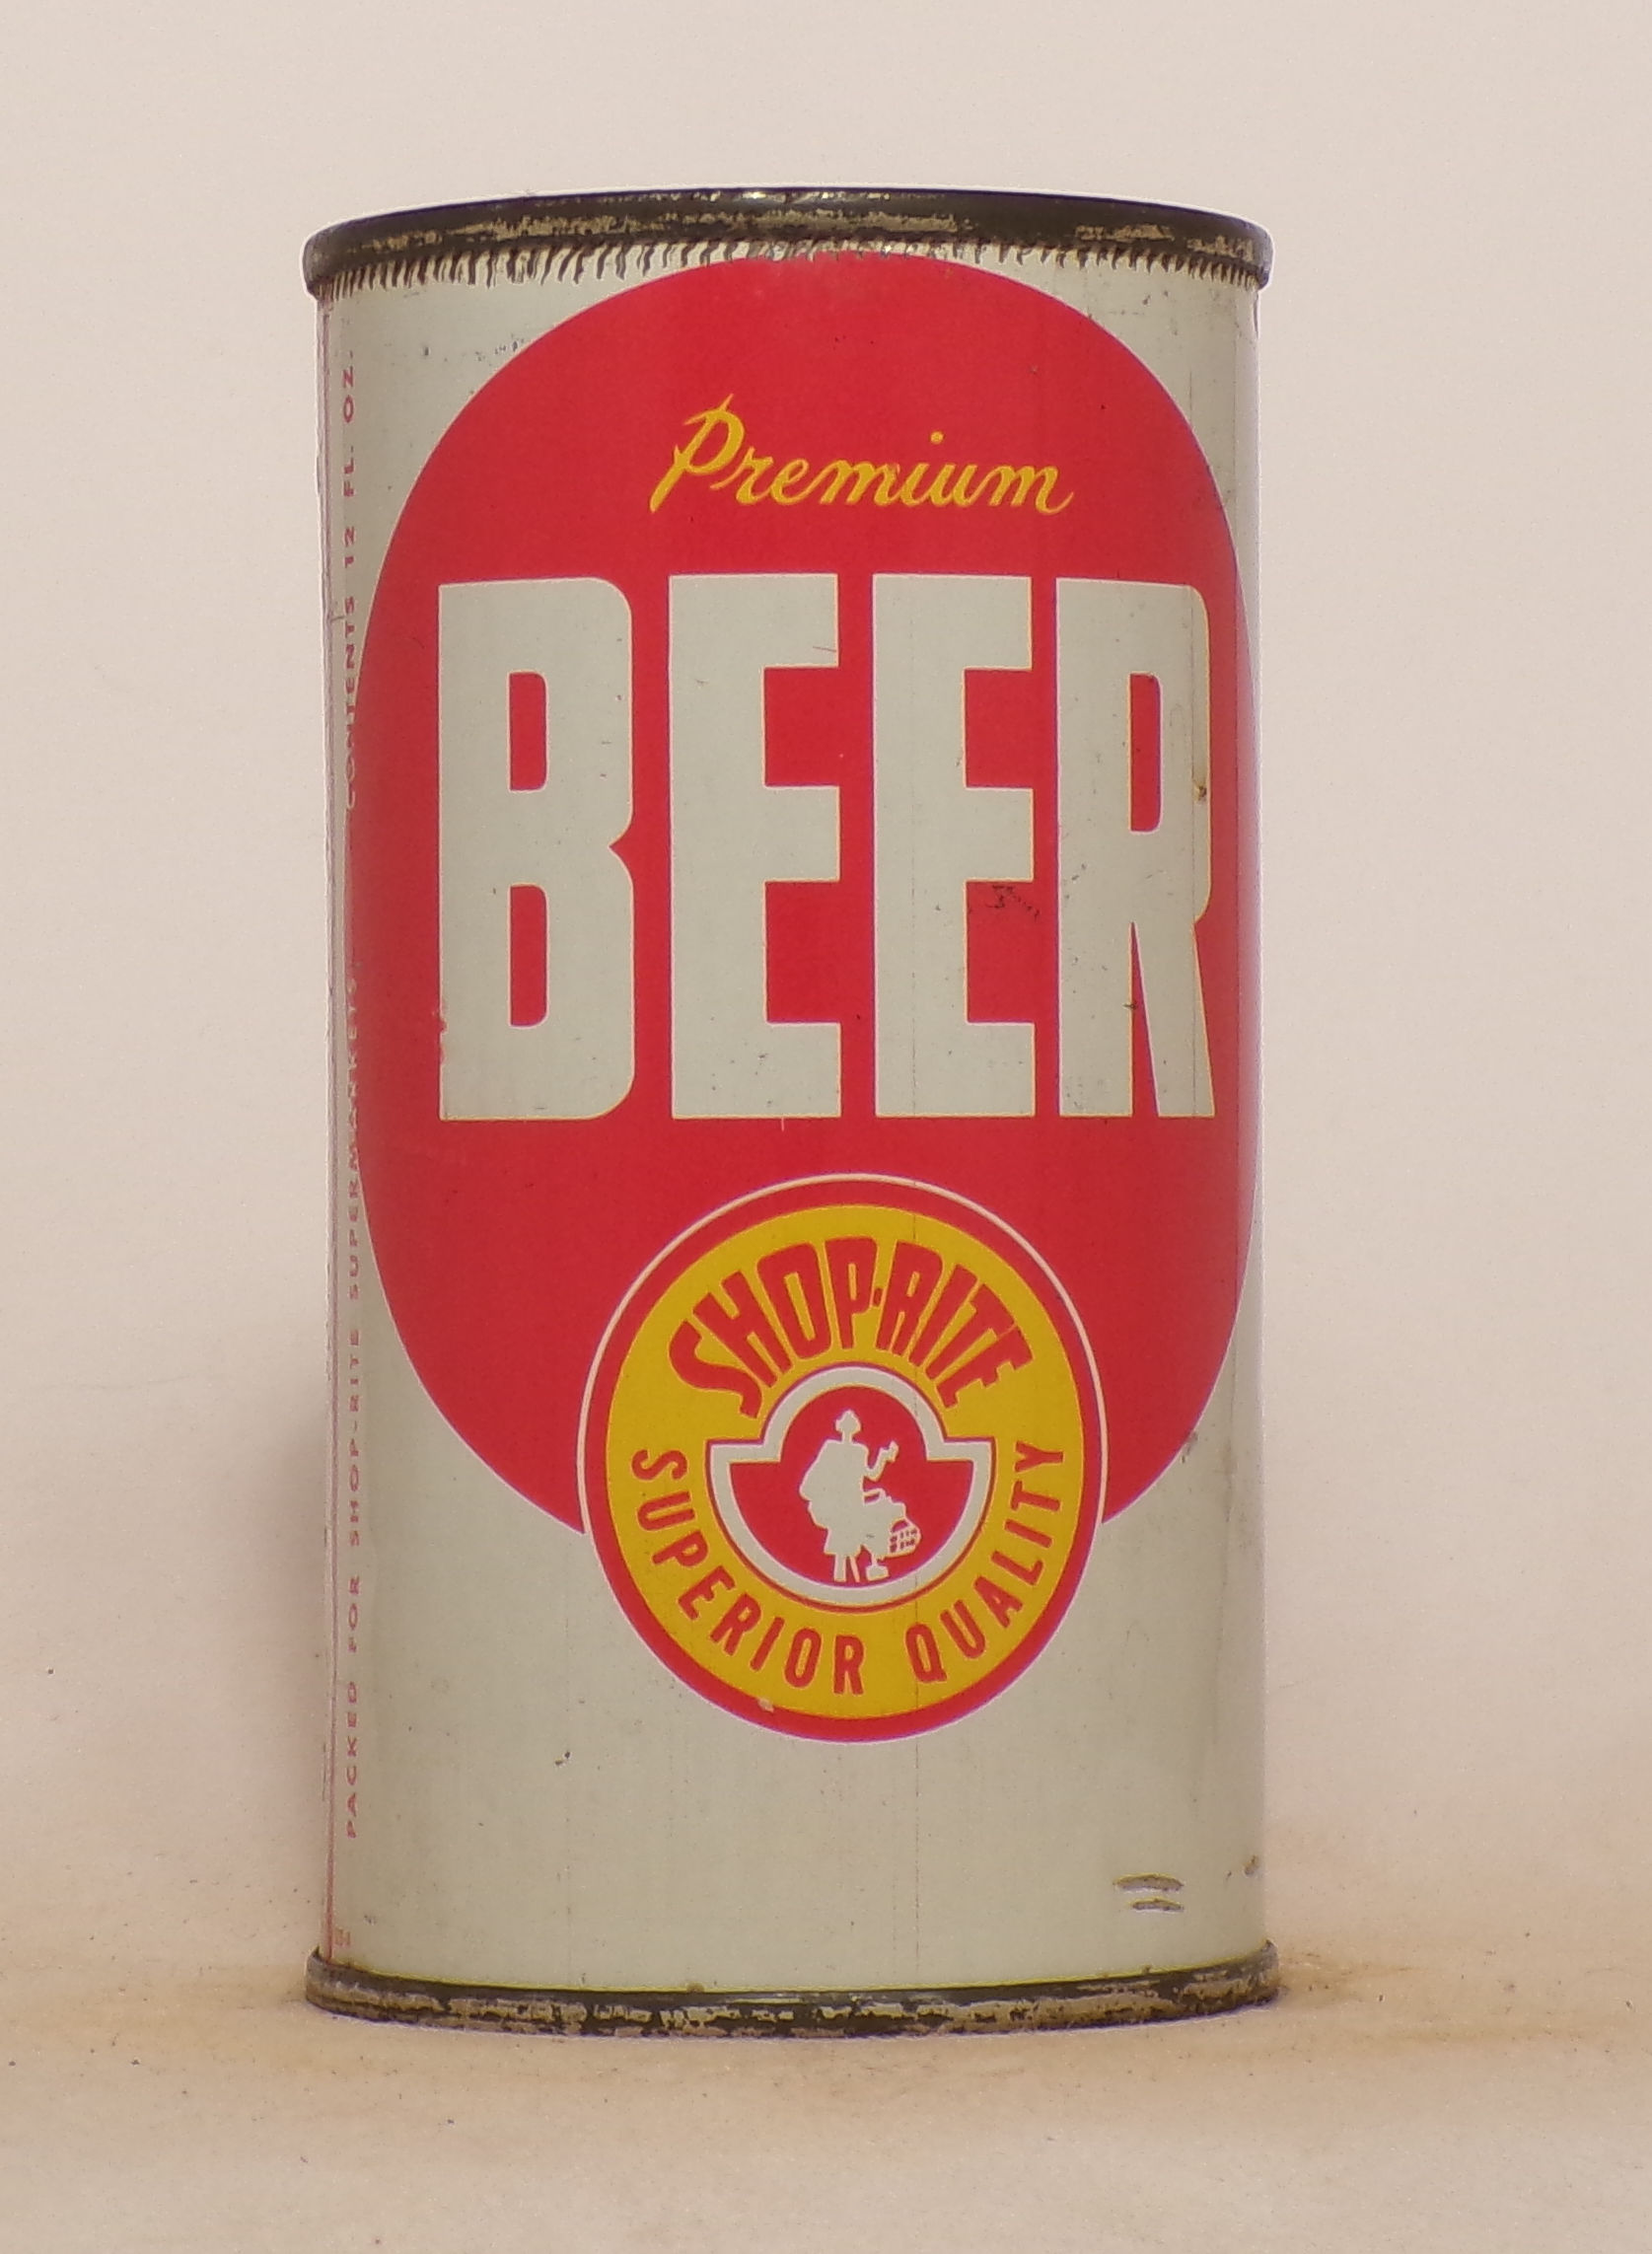 Premium
BEER
SHOP·RITE
SUPERIOR QUALITY
PACKED FOR SHOP-RITE SUPERMARKETS CONTENTS 12 FL. OZ.